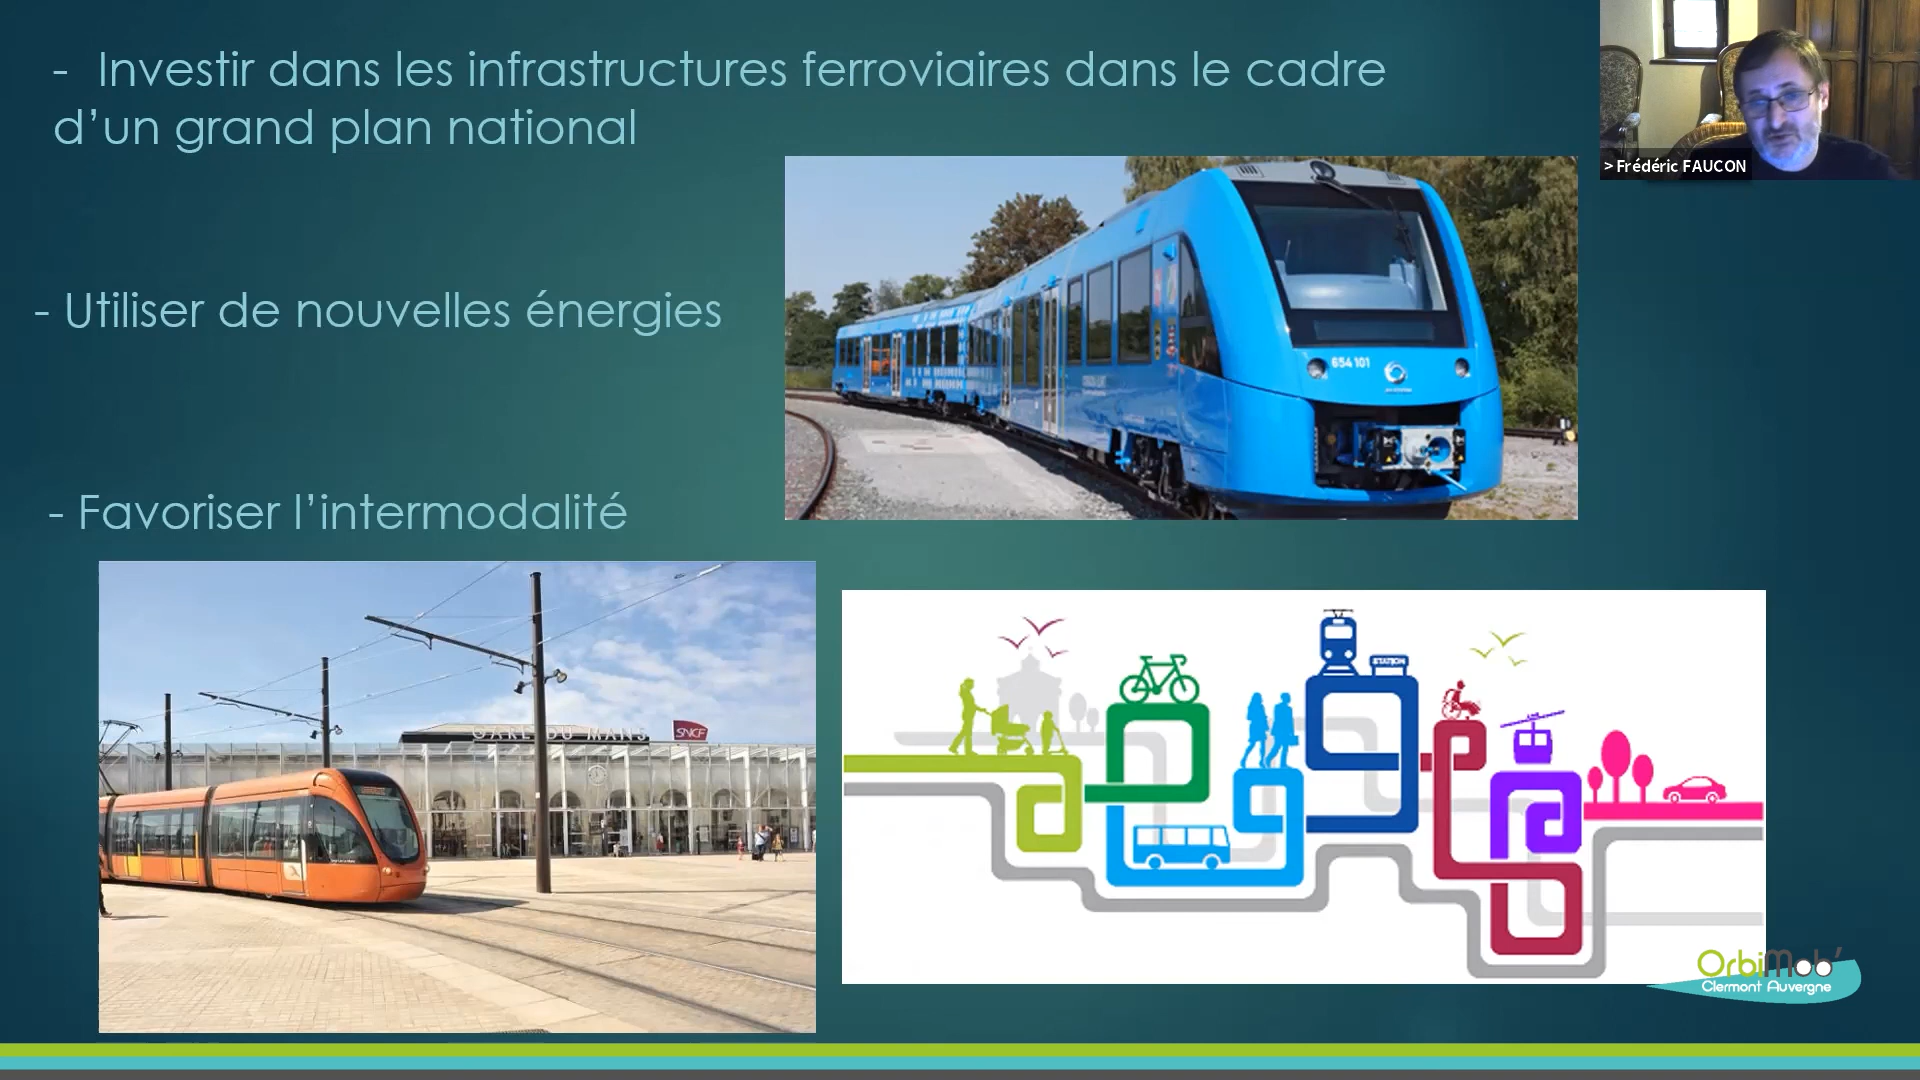 - Investir dans les infrastructures ferroviaires dans le cadre
d’un grand plan national
> Frédéric FAUCON
- Utiliser de nouvelles énergies
654 101
- Favoriser l’intermodalité
GARE DU MANS
SNCF
STATION
OrbiMob’
Clermont Auvergne